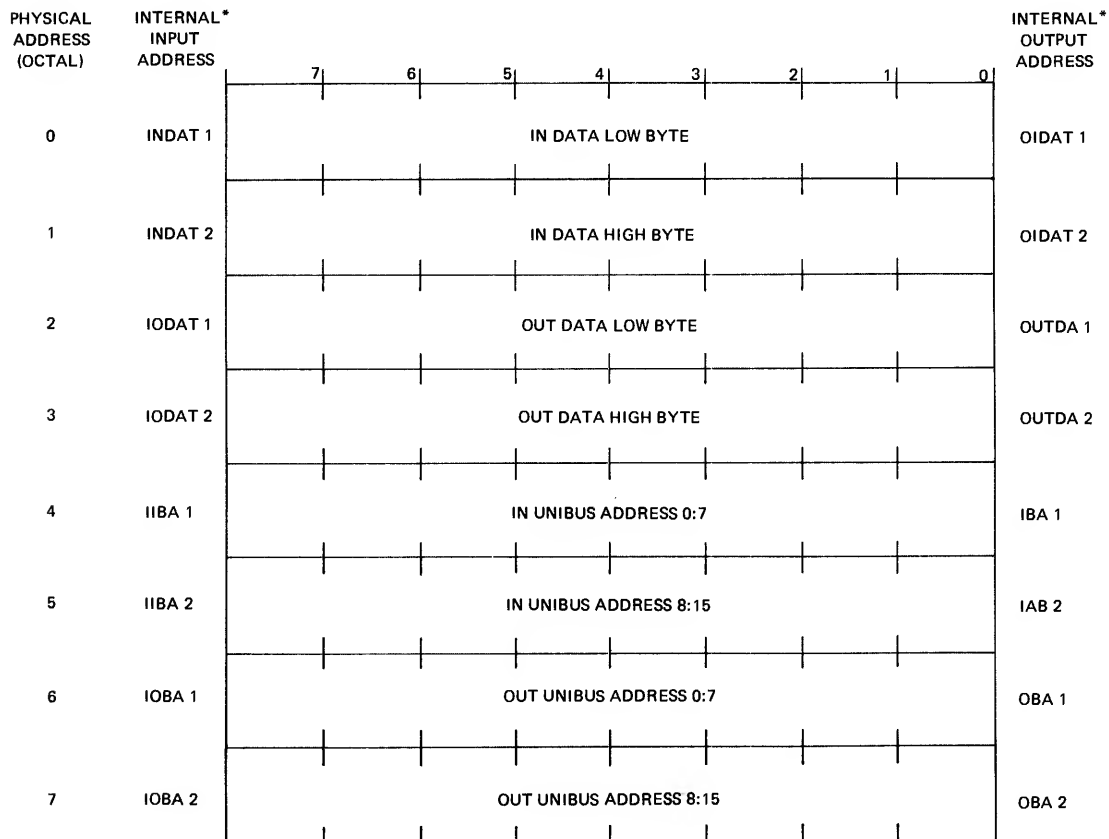 PHYSICAL ADDRESS (OCTAL) INTERNAL* INPUT ADDRESS INTERNAL* OUTPUT ADDRESS
7 6 5 4 3 2 1 0
0 INDAT 1 IN DATA LOW BYTE OIDAT 1
1 INDAT 2 IN DATA HIGH BYTE OIDAT 2
2 IODAT 1 OUT DATA LOW BYTE OUTDA 1
3 IODAT 2 OUT DATA HIGH BYTE OUTDA 2
4 IIBA 1 IN UNIBUS ADDRESS 0:7 IBA 1
5 IIBA 2 IN UNIBUS ADDRESS 8:15 IAB 2
6 IOBA 1 OUT UNIBUS ADDRESS 0:7 OBA 1
7 IOBA 2 OUT UNIBUS ADDRESS 8:15 OBA 2